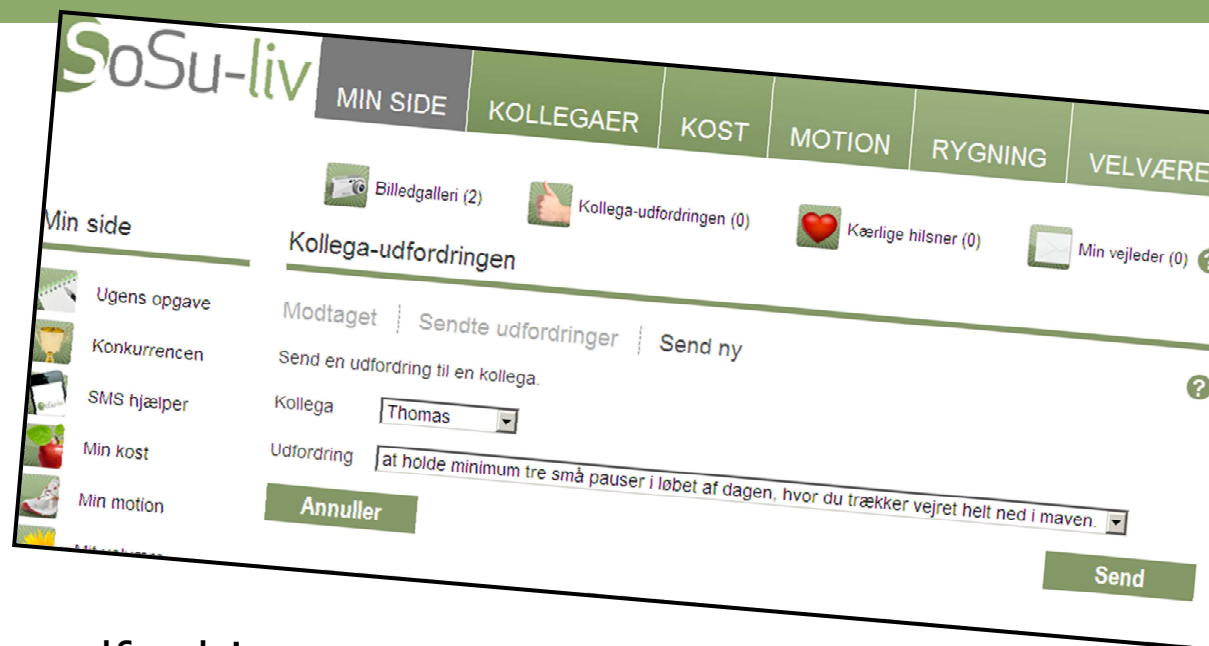 SoSu-liv
MIN SIDE
KOLLEGAER
KOST
MOTION
RYGNING
VELVÆRE
Billedgalleri (2)
Kollega-udfordringen (0)
Kærlige hilsner (0)
Min vejleder (0)
Min side
Ugens opgave
Konkurrencen
SMS hjælper
Min kost
Min motion
Kollega-udfordringen
Modtaget
Sendte udfordringer
Send ny
Send en udfordring til en kollega.
Kollega
Thomas
Udfordring
at holde minimum tre små pauser i løbet af dagen, hvor du trækker vejret helt ned i maven.
Annuller
Send